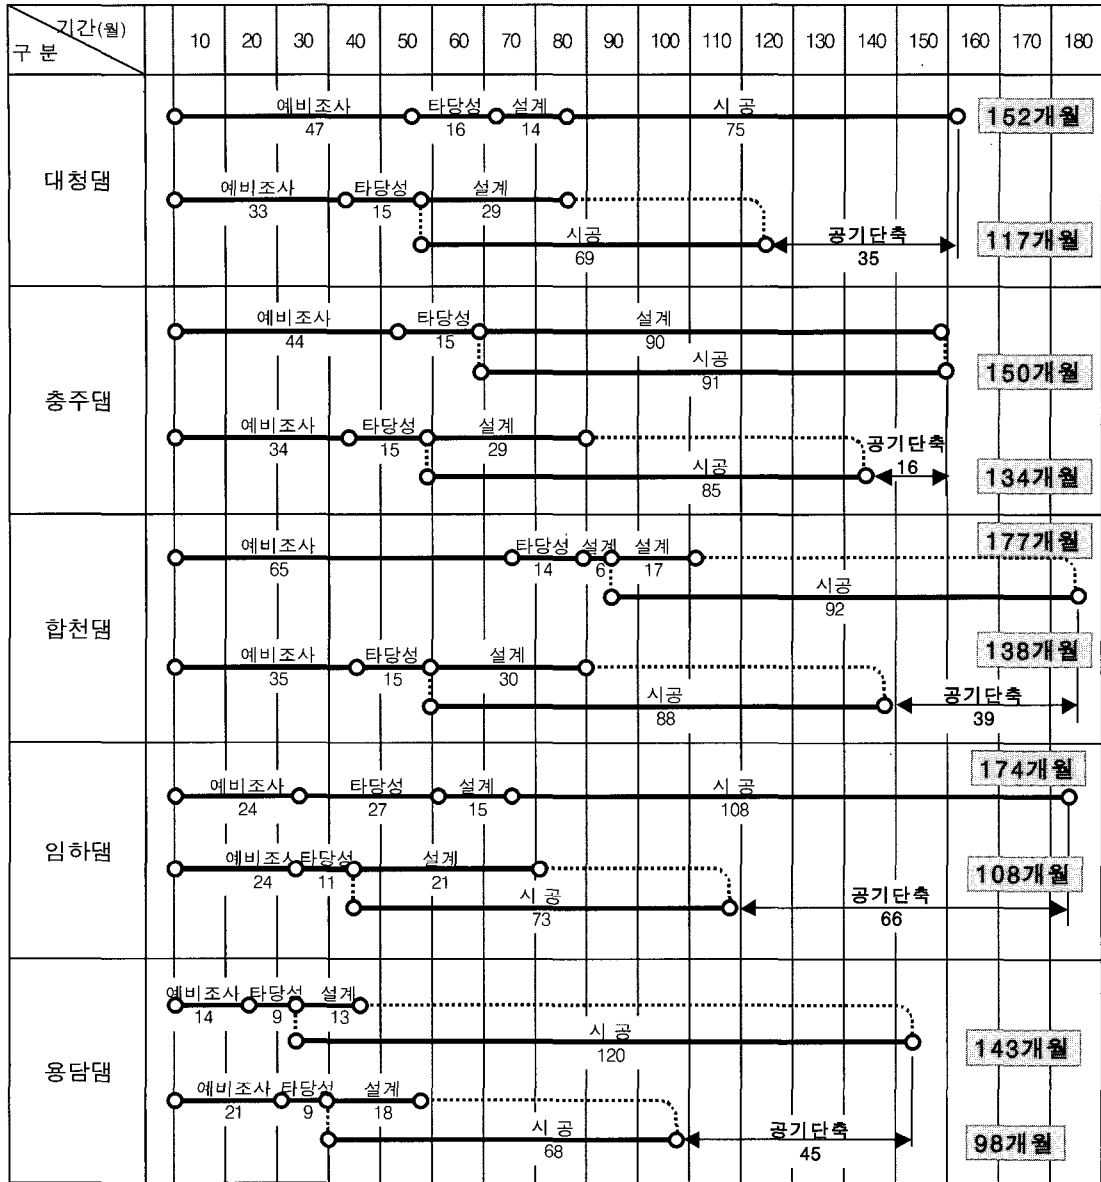 기간(월)
구 분
10 20 30 40 50 60 70 80 90 100 110 120 130 140 150 160 170 180
대청댐
예비조사 타당성 설계 시 공
47 16 14 75
152개월
예비조사 타당성 설계
33 15 29
시공
69
공기단축
35
117개월
충주댐
예비조사 타당성 설계
44 15 90
시공
91
150개월
예비조사 타당성 설계
34 15 29
시공
85
공기단축
16
134개월
합천댐
예비조사 타당성 설계 설계
65 14 6 17
177개월
시공
92
예비조사 타당성 설계
35 15 30
138개월
시공
88
공기단축
39
임하댐
예비조사 타당성 설계 시 공
24 27 15 108
174개월
예비조사 타당성 설계
24 11 21
시 공
73
공기단축
66
108개월
용담댐
예비조사 타당성 설계
14 9 13
시 공
120
143개월
예비조사 타당성 설계
21 9 18
시 공
68
공기단축
45
98개월